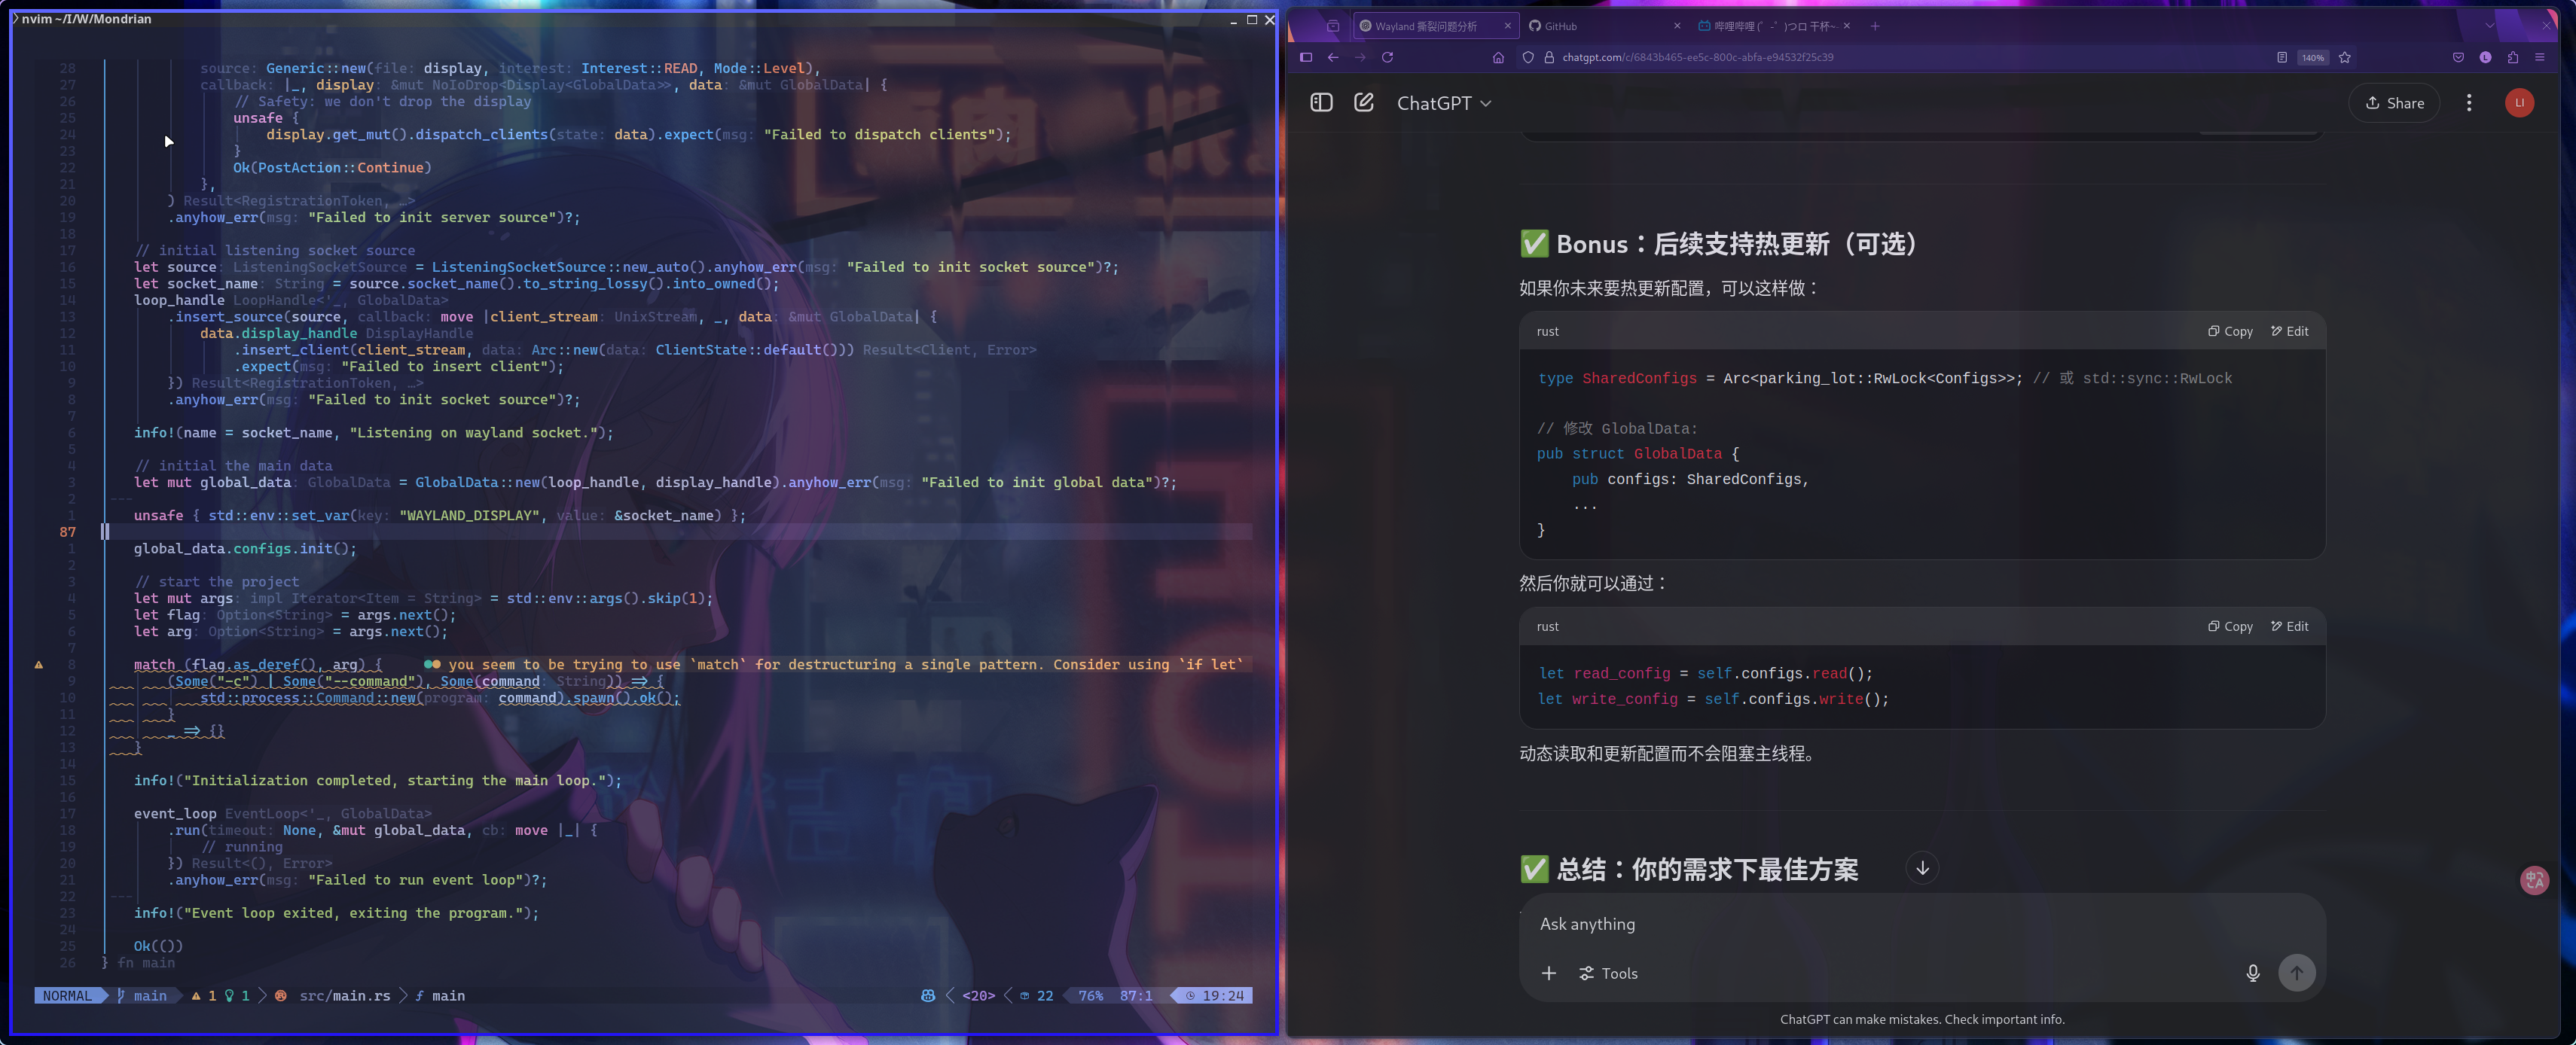 nvim ~/I/W/Mondrian
28 source: Generic::new(file: display, interest: Interest::READ, Mode::Level),
27 callback: |_, display: &mut NoIoDrop<Display<GlobalData>>, data: &mut GlobalData| {
26 // Safety: we don't drop the display
25 unsafe {
24 display.get_mut().dispatch_clients(state: data).expect(msg: "Failed to dispatch clients");
23 }
22 Ok(PostAction::Continue)
21 },
20 ) Result<RegistrationToken, …>
19 .anyhow_err(msg: "Failed to init server source")?;
18
17 // initial listening socket source
16 let source: ListeningSocketSource = ListeningSocketSource::new_auto().anyhow_err(msg: "Failed to init socket source")?;
15 let socket_name: String = source.socket_name().to_string_lossy().into_owned();
14 loop_handle LoopHandle<'_, GlobalData>
13 .insert_source(source, callback: move |client_stream: UnixStream, _, data: &mut GlobalData| {
12 data.display_handle DisplayHandle
11 .insert_client(client_stream, data: Arc::new(data: ClientState::default())) Result<Client, Error>
10 .expect(msg: "Failed to insert client");
9 }) Result<RegistrationToken, …>
8 .anyhow_err(msg: "Failed to init socket source")?;
7
6 info!(name = socket_name, "Listening on wayland socket.");
5
4 // initial the main data
3 let mut global_data: GlobalData = GlobalData::new(loop_handle, display_handle).anyhow_err(msg: "Failed to init global data")?;
2 ---
1 unsafe { std::env::set_var(key: "WAYLAND_DISPLAY", value: &socket_name) };
87
1 global_data.configs.init();
2
3 // start the project
4 let mut args: impl Iterator<Item = String> = std::env::args().skip(1);
5 let flag: Option<String> = args.next();
6 let arg: Option<String> = args.next();
7
8 match (flag.as_deref(), arg) { you seem to be trying to use `match` for destructuring a single pattern. Consider using `if let`
9 (Some("-c") | Some("--command"), Some(command: String)) => {
10 std::process::Command::new(program: command).spawn().ok();
11 }
12 _ => {}
13 }
14
15 info!("Initialization completed, starting the main loop.");
16
17 event_loop EventLoop<'_, GlobalData>
18 .run(timeout: None, &mut global_data, cb: move |_| {
19 // running
20 }) Result<(), Error>
21 .anyhow_err(msg: "Failed to run event loop")?;
22 ---
23 info!("Event loop exited, exiting the program.");
24
25 Ok(())
26 } fn main
NORMAL main 1 1 src/main.rs main <20> 22 76% 87:1 19:24
Wayland 撕裂问题分析
GitHub
哔哩哔哩 (゜-゜)つロ 干杯~
chatgpt.com/c/6843b465-ee5c-800c-abfa-e94532f25c39
140%
ChatGPT
Share
LI
✅ Bonus：后续支持热更新（可选）
如果你未来要热更新配置，可以这样做：
rust Copy Edit
type SharedConfigs = Arc<parking_lot::RwLock<Configs>>; // 或 std::sync::RwLock
// 修改 GlobalData:
pub struct GlobalData {
pub configs: SharedConfigs,
...
}
然后你就可以通过：
rust Copy Edit
let read_config = self.configs.read();
let write_config = self.configs.write();
动态读取和更新配置而不会阻塞主线程。
✅ 总结：你的需求下最佳方案
Ask anything
Tools
ChatGPT can make mistakes. Check important info.